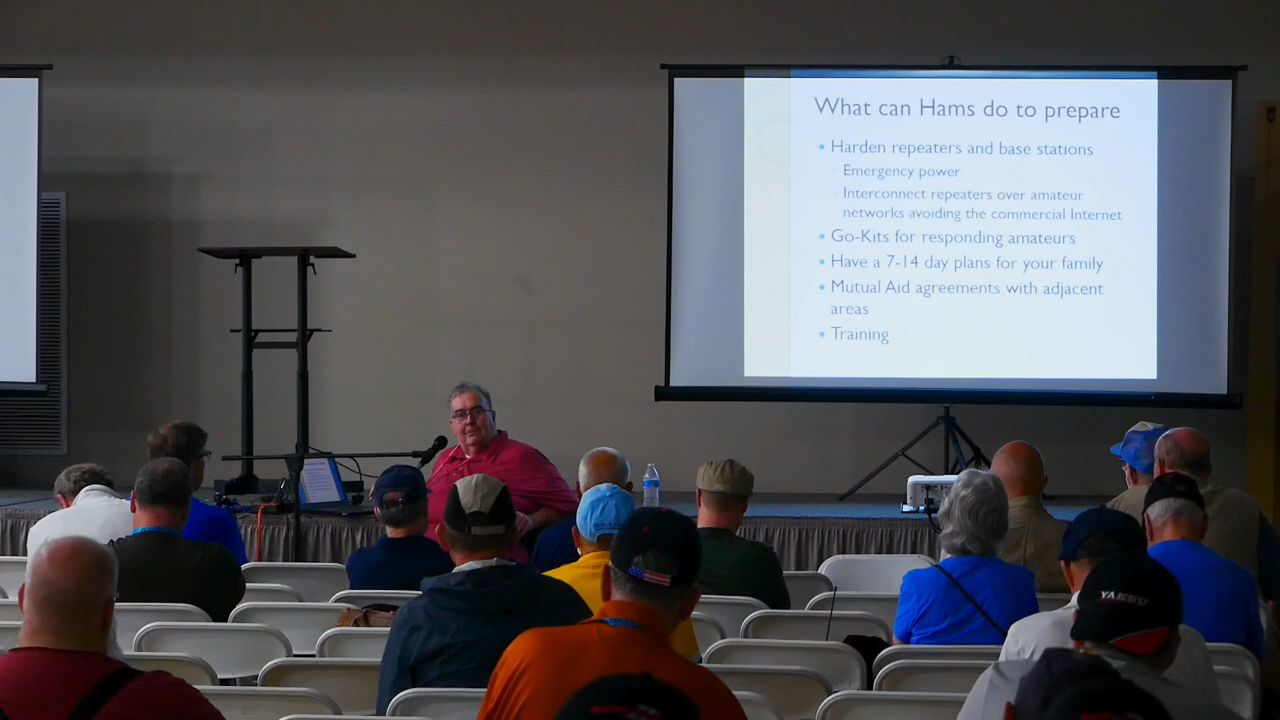 What can Hams do to prepare
• Harden repeaters and base stations
Emergency power
Interconnect repeaters over amateur
networks avoiding the commercial Internet
• Go-Kits for responding amateurs
• Have a 7-14 day plans for your family
• Mutual Aid agreements with adjacent
areas
• Training
YAESU